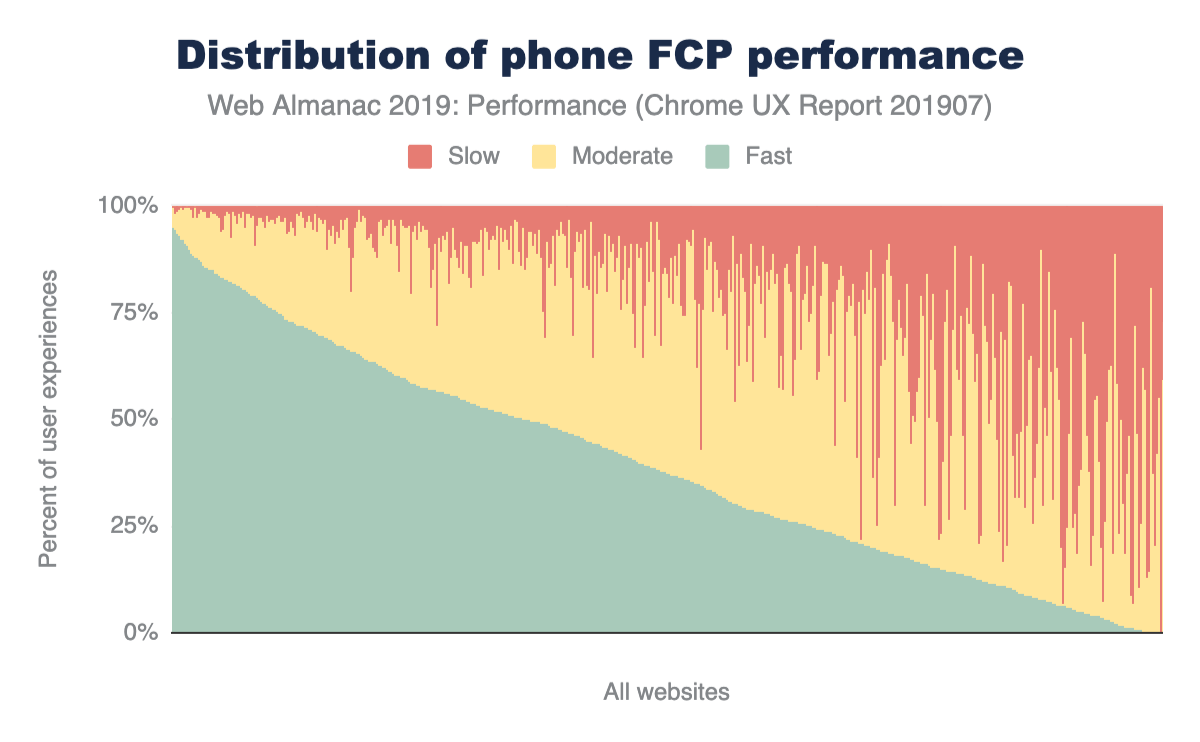 Distribution of phone FCP performance
Web Almanac 2019: Performance (Chrome UX Report 201907)
Slow Moderate Fast
100%
75%
50%
25%
0%
Percent of user experiences
All websites